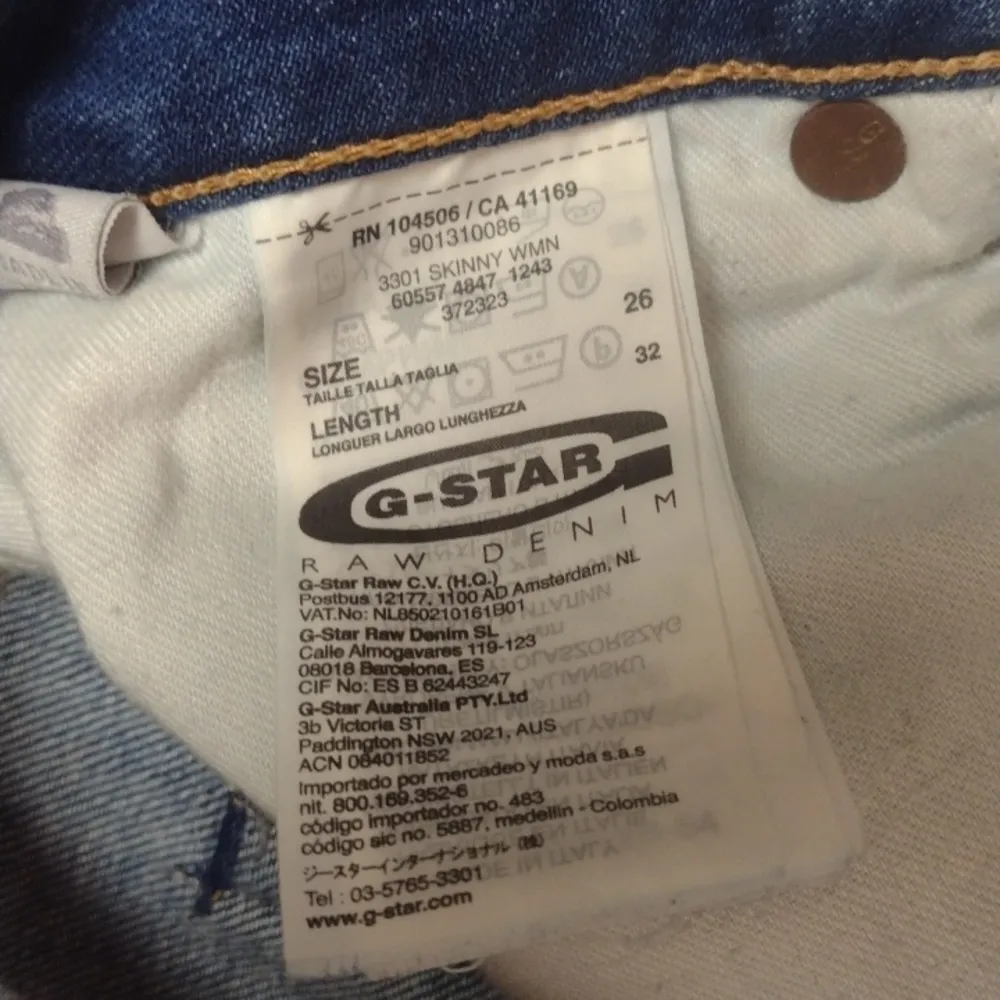 RN 104506 / CA 41169
901310086
3301 SKINNY WMN
60557 4847 1243
372323
SIZE 26
TAILLE TALLA TAGLIA
LENGTH 32
LONGUER LARGO LUNGHEZZA
G-STAR
RAW DENIM
G-Star Raw C.V. (H.Q.)
Postbus 12177, 1100 AD Amsterdam, NL
VAT.No: NL850210161B01
G-Star Raw Denim SL
Calle Almogavares 119-123
08018 Barcelona, ES
CIF No: ES B 62443247
G-Star Australia PTY.Ltd
3b Victoria ST
Paddington NSW 2021, AUS
ACN 084011852
Importado por mercadeo y moda s.a.s
nit. 800.169.352-6
código importador no. 483
código sic no. 5887, medellin - Colombia
ジースターインターナショナル (株)
Tel : 03-5765-3301
www.g-star.com